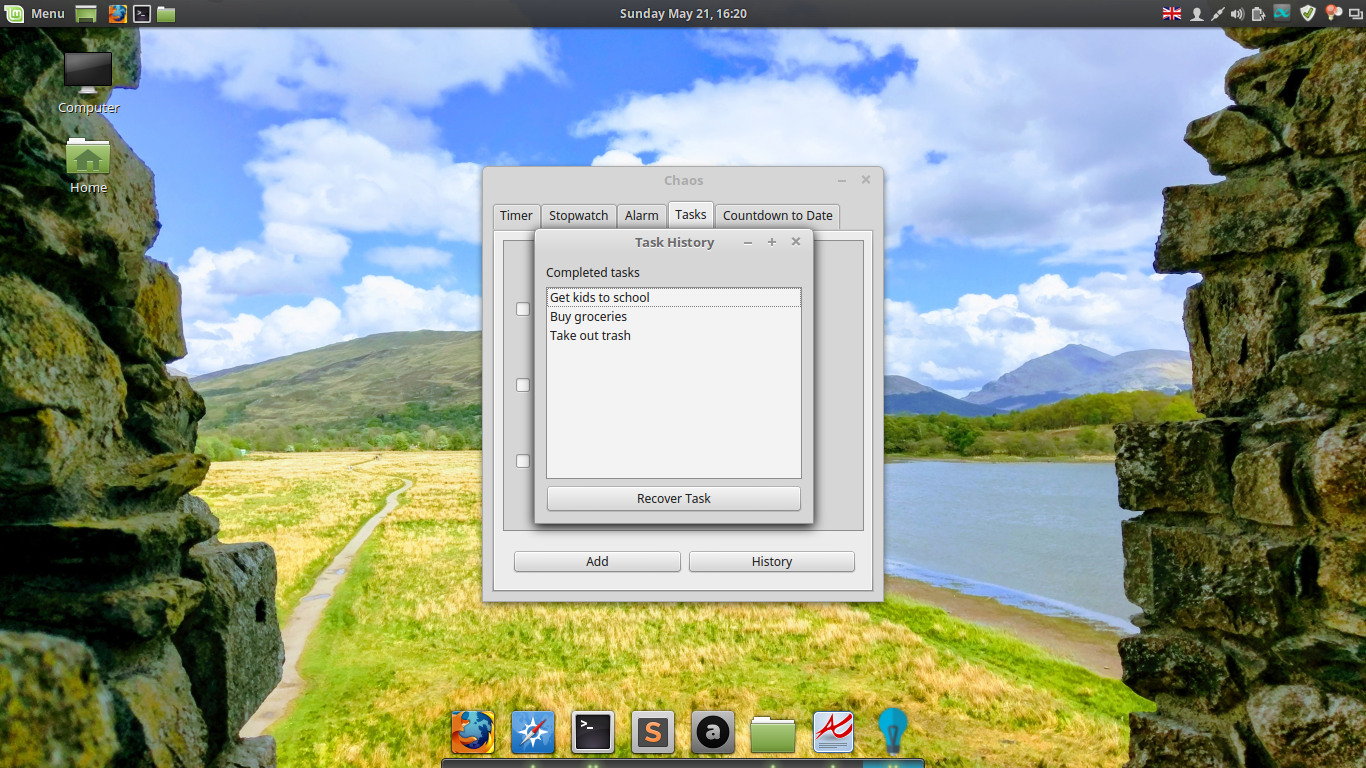 Menu
Sunday May 21, 16:20
Computer
Home
Chaos
Timer Stopwatch Alarm Tasks Countdown to Date
Task History
Completed tasks
Get kids to school
Buy groceries
Take out trash
Recover Task
Add History
>_
S
a